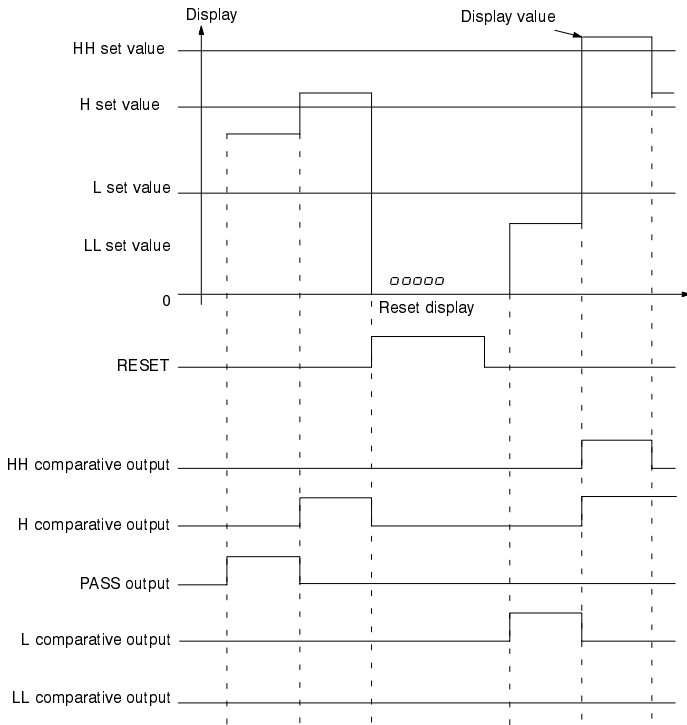 Display
Display value
HH set value
H set value
L set value
LL set value
00000
0
Reset display
RESET
HH comparative output
H comparative output
PASS output
L comparative output
LL comparative output